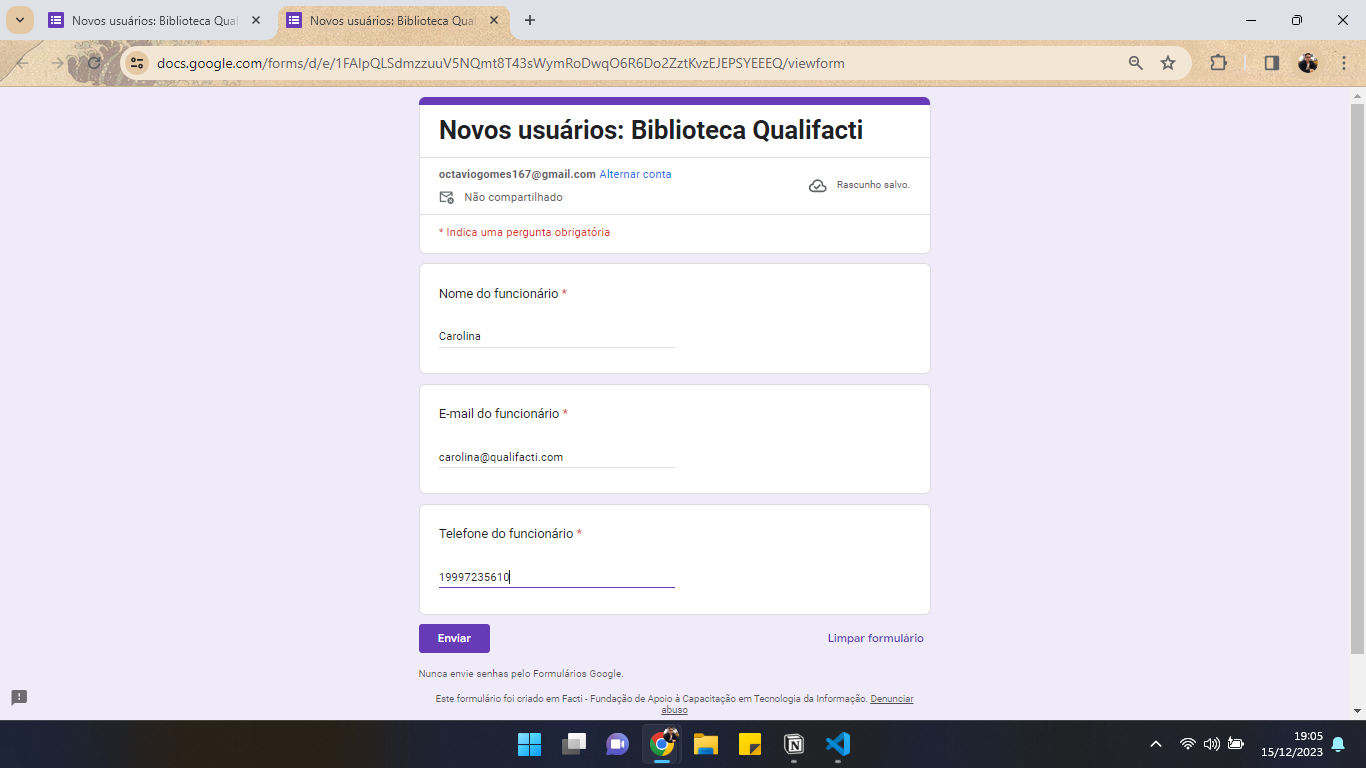 Novos usuários: Biblioteca Qual
Novos usuários: Biblioteca Qua
docs.google.com/forms/d/e/1FAIpQLSdmzzuuV5NQmt8T43sWymRoDwqO6R6Do2ZztKvzEJEPSYEEEQ/viewform
Novos usuários: Biblioteca Qualifacti
octaviogomes167@gmail.com Alternar conta
Rascunho salvo.
Não compartilhado
* Indica uma pergunta obrigatória
Nome do funcionário *
Carolina
E-mail do funcionário *
carolina@qualifacti.com
Telefone do funcionário *
19997235610
Enviar
Limpar formulário
Nunca envie senhas pelo Formulários Google.
Este formulário foi criado em Facti - Fundação de Apoio à Capacitação em Tecnologia da Informação. Denunciar
abuso
19:05
15/12/2023